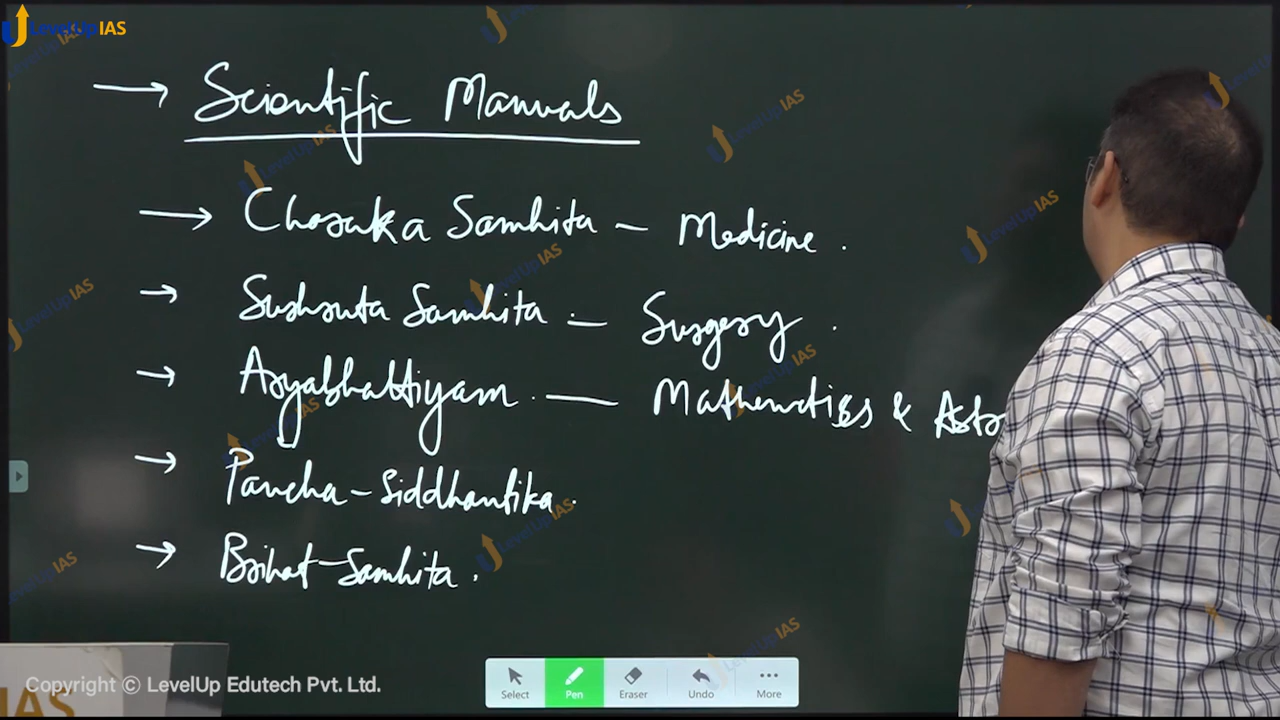 LevelUp IAS
→ Scientific Manuals
→ Charaka Samhita - Medicine.
→ Sushruta Samhita - Surgery.
→ Aryabhattiyam - Mathematics & Astro
→ Pancha-Siddhantika.
→ Brihat-Samhita.
Copyright © LevelUp Edutech Pvt. Ltd.
IAS
Select Pen Eraser Undo More